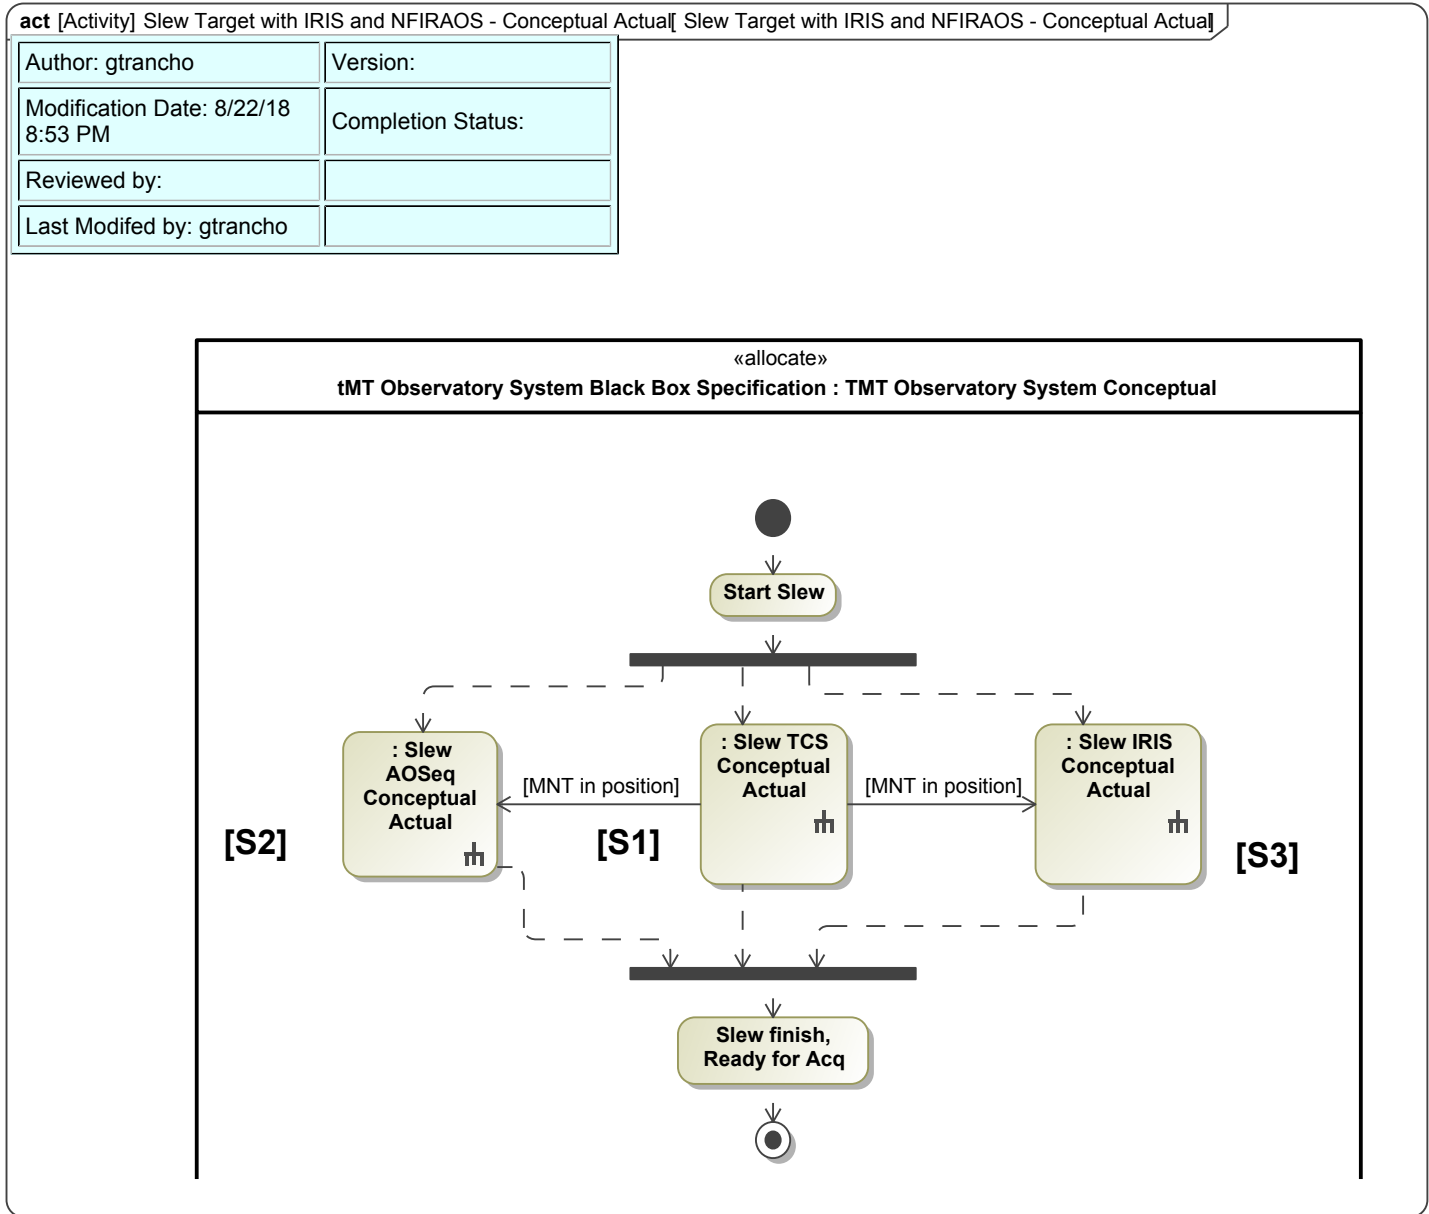 act [Activity] Slew Target with IRIS and NFIRAOS - Conceptual Actual[ Slew Target with IRIS and NFIRAOS - Conceptual Actual]
Author: gtrancho
Version:
Modification Date: 8/22/18
8:53 PM
Completion Status:
Reviewed by:
Last Modifed by: gtrancho
«allocate»
tMT Observatory System Black Box Specification : TMT Observatory System Conceptual
Start Slew
: Slew
AOSeq
Conceptual
Actual
[MNT in position]
: Slew TCS
Conceptual
Actual
[MNT in position]
: Slew IRIS
Conceptual
Actual
[S2]
[S1]
[S3]
Slew finish,
Ready for Acq